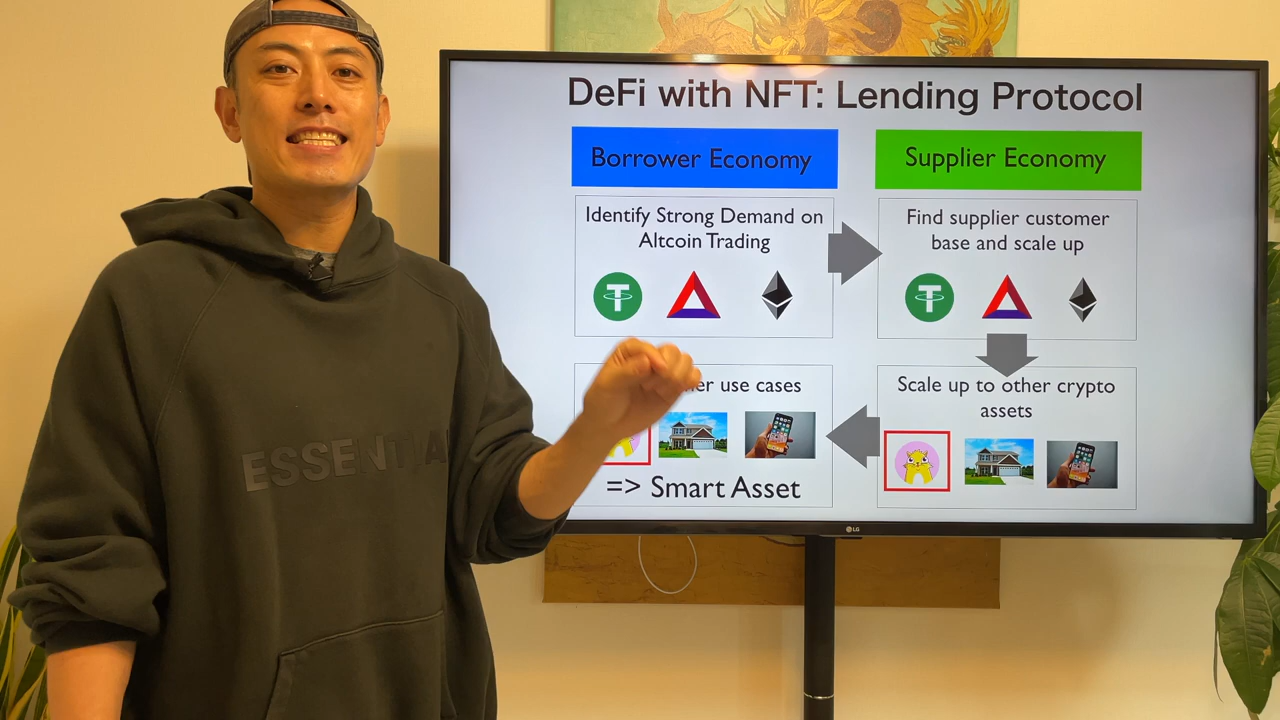 DeFi with NFT: Lending Protocol
Borrower Economy
Supplier Economy
Identify Strong Demand on
Altcoin Trading
Find supplier customer
base and scale up
use cases
=> Smart Asset
Scale up to other crypto
assets
ESSENTIA
LG